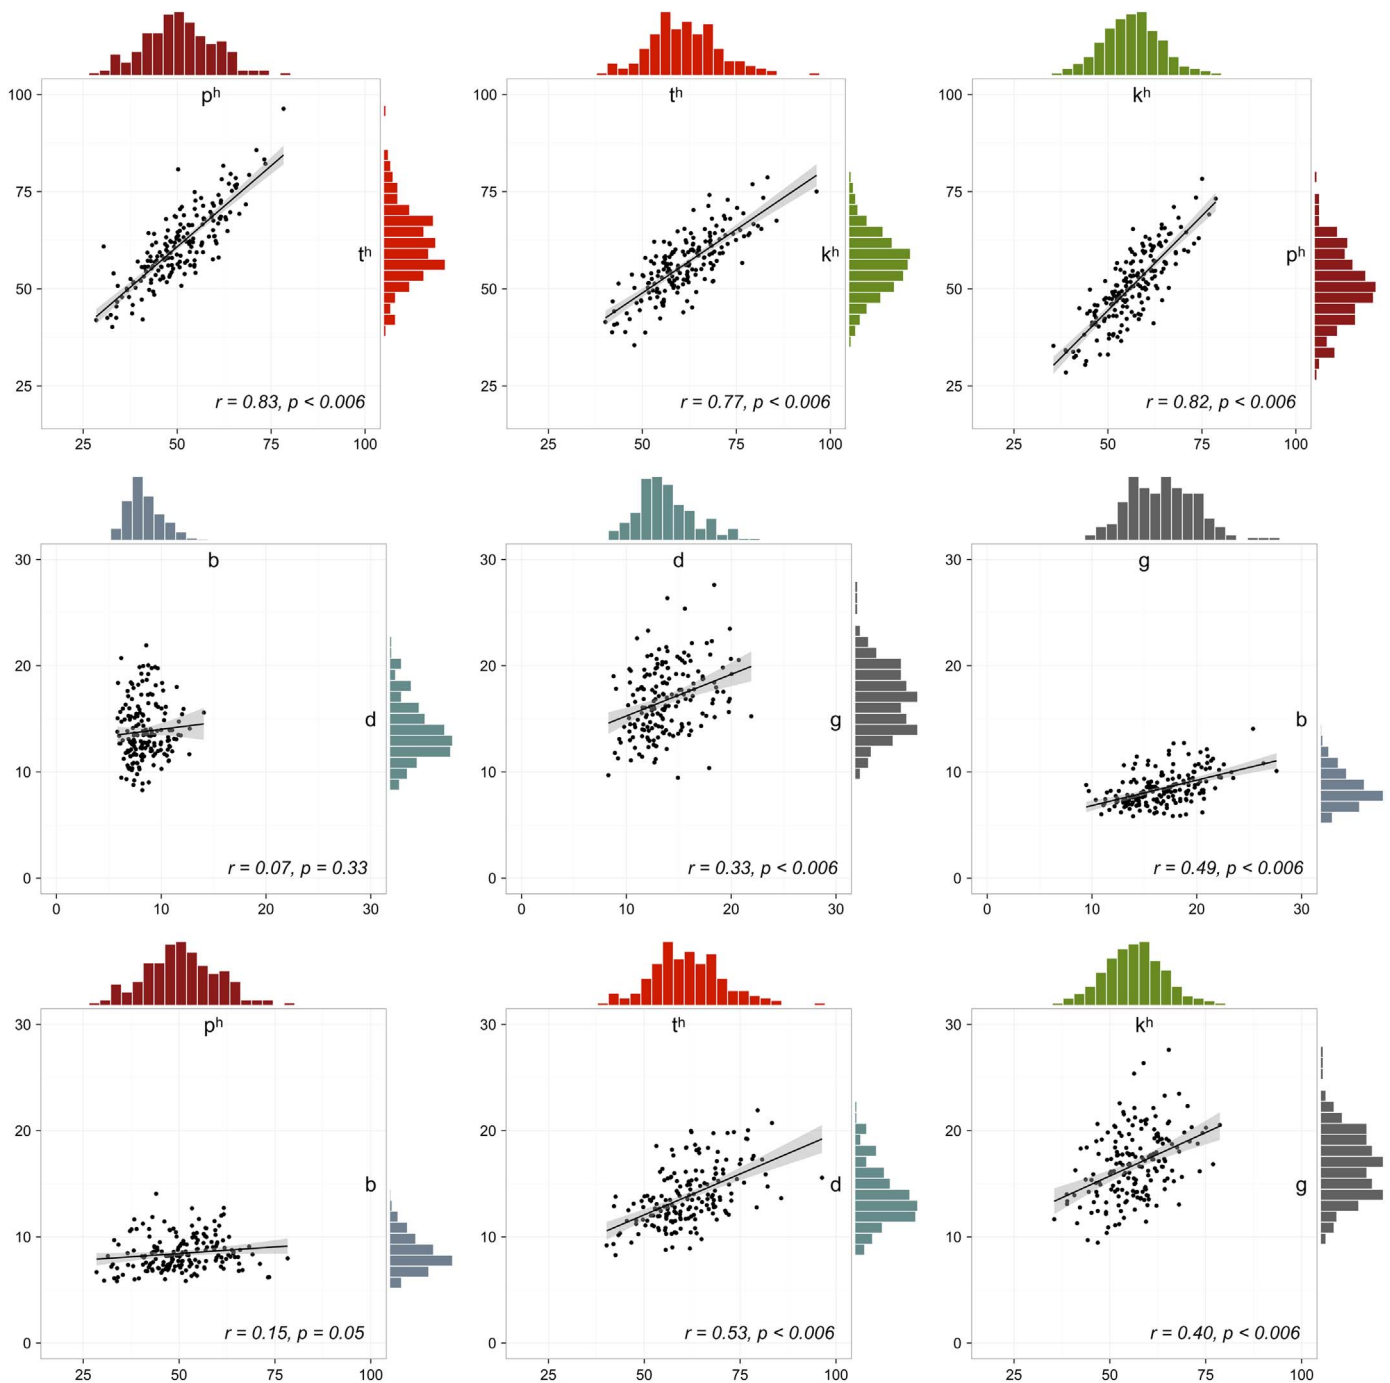 pʰ
tʰ
kʰ
100
75
50
25
tʰ
r = 0.83, p < 0.006
25 50 75 100
100
75
50
25
kʰ
r = 0.77, p < 0.006
25 50 75 100
100
75
50
25
pʰ
r = 0.82, p < 0.006
25 50 75 100
b
d
g
30
20
10
0
d
r = 0.07, p = 0.33
0 10 20 30
30
20
10
0
g
r = 0.33, p < 0.006
0 10 20 30
30
20
10
0
b
r = 0.49, p < 0.006
0 10 20 30
pʰ
tʰ
kʰ
30
20
10
0
b
r = 0.15, p = 0.05
25 50 75 100
30
20
10
0
d
r = 0.53, p < 0.006
25 50 75 100
30
20
10
0
g
r = 0.40, p < 0.006
25 50 75 100